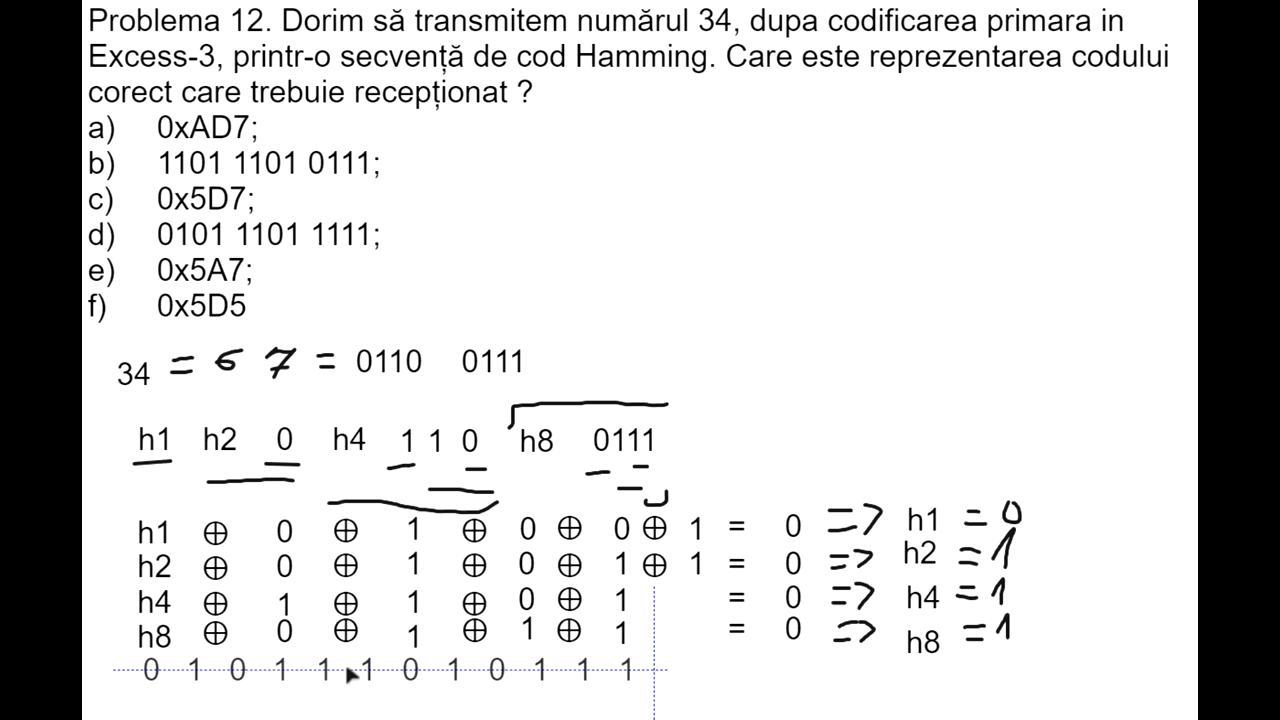 Problema 12. Dorim să transmitem numărul 34, dupa codificarea primara in
Excess-3, printr-o secvență de cod Hamming. Care este reprezentarea codului
corect care trebuie recepționat ?
a) 0xAD7;
b) 1101 1101 0111;
c) 0x5D7;
d) 0101 1101 1111;
e) 0x5A7;
f) 0x5D5
34 = 6 7 = 0110 0111
h1 h2 0 h4 1 1 0 h8 0111
h1 ⊕ 0 ⊕ 1 ⊕ 0 ⊕ 0 ⊕ 1 = 0 => h1 = 0
h2 ⊕ 0 ⊕ 1 ⊕ 0 ⊕ 1 ⊕ 1 = 0 => h2 = 1
h4 ⊕ 1 ⊕ 1 ⊕ 0 ⊕ 1 = 0 => h4 = 1
h8 ⊕ 0 ⊕ 1 ⊕ 1 ⊕ 1 = 0 => h8 = 1
0 1 0 1 1 1 0 1 0 1 1 1